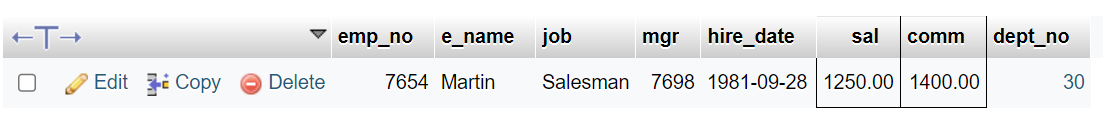 emp_no e_name job mgr hire_date sal comm dept_no
Edit Copy Delete 7654 Martin Salesman 7698 1981-09-28 1250.00 1400.00 30